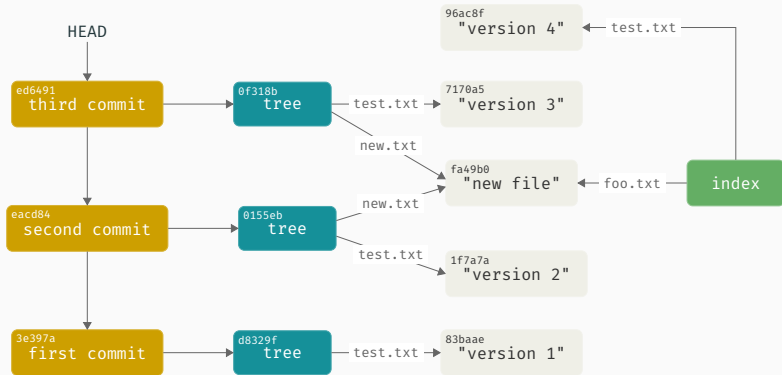 96ac8f
HEAD
"version 4"
test.txt
ed6491
third commit
0f318b
tree
test.txt
7170a5
"version 3"
new.txt
fa49b0
"new file"
foo.txt
index
eacd84
second commit
0155eb
tree
new.txt
test.txt
1f7a7a
"version 2"
3e397a
first commit
d8329f
tree
test.txt
83baae
"version 1"